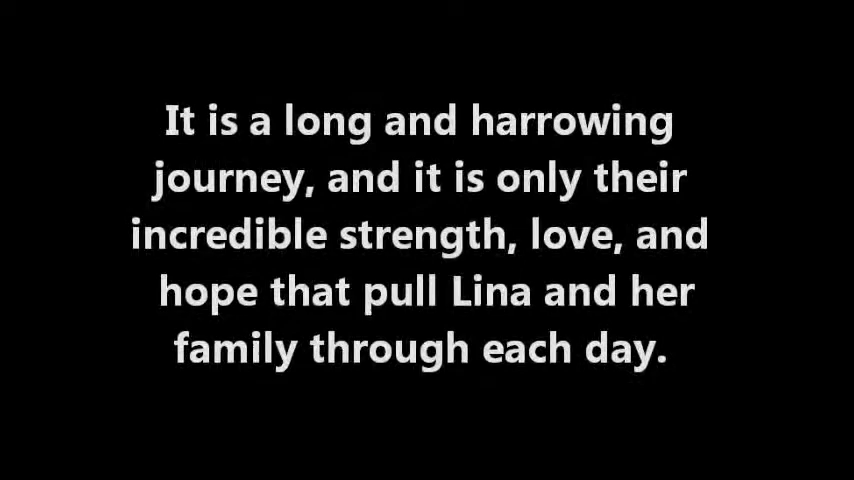 It is a long and harrowing
journey, and it is only their
incredible strength, love, and
hope that pull Lina and her
family through each day.